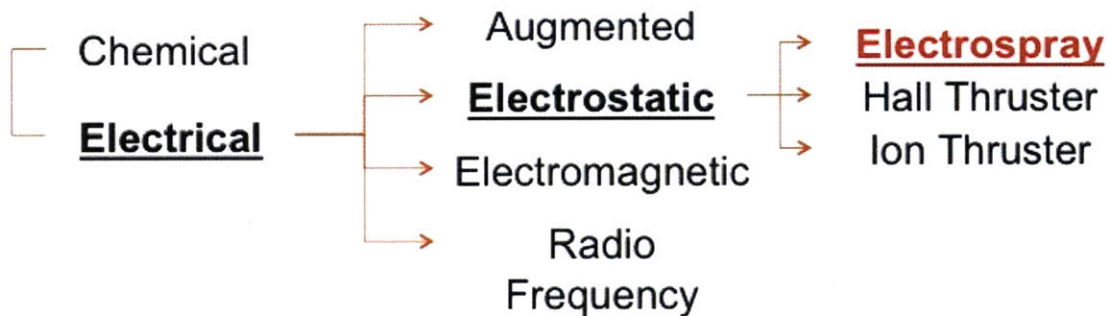 Chemical
Electrical
Augmented
Electrostatic
Electromagnetic
Radio
Frequency
Electrospray
Hall Thruster
Ion Thruster